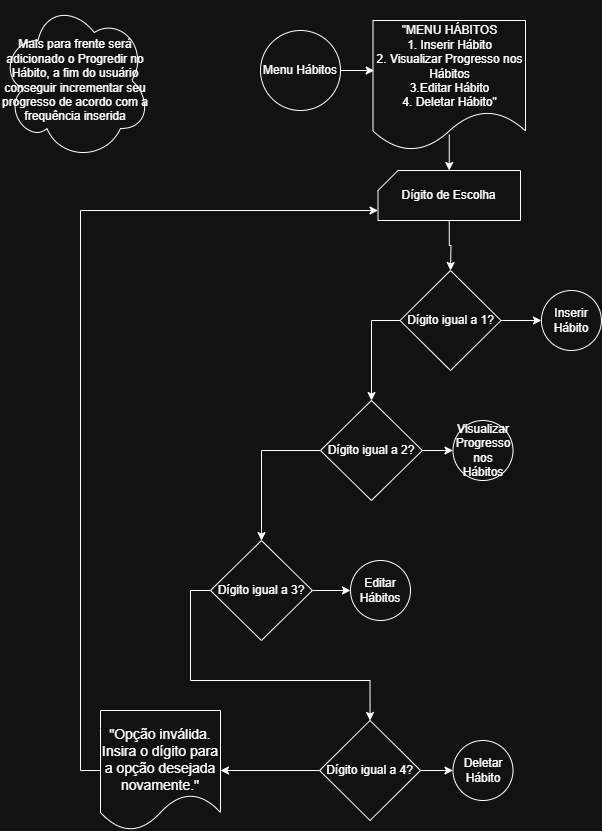 Mais para frente será
adicionado o Progredir no
Hábito, a fim do usuário
conseguir incrementar seu
progresso de acordo com a
frequência inserida
Menu Hábitos
"MENU HÁBITOS
1. Inserir Hábito
2. Visualizar Progresso nos
Hábitos
3.Editar Hábito
4. Deletar Hábito"
Dígito de Escolha
Dígito igual a 1?
Inserir
Hábito
Dígito igual a 2?
Visualizar
Progresso
nos
Hábitos
Dígito igual a 3?
Editar
Hábitos
"Opção inválida.
Insira o dígito para
a opção desejada
novamente."
Dígito igual a 4?
Deletar
Hábito